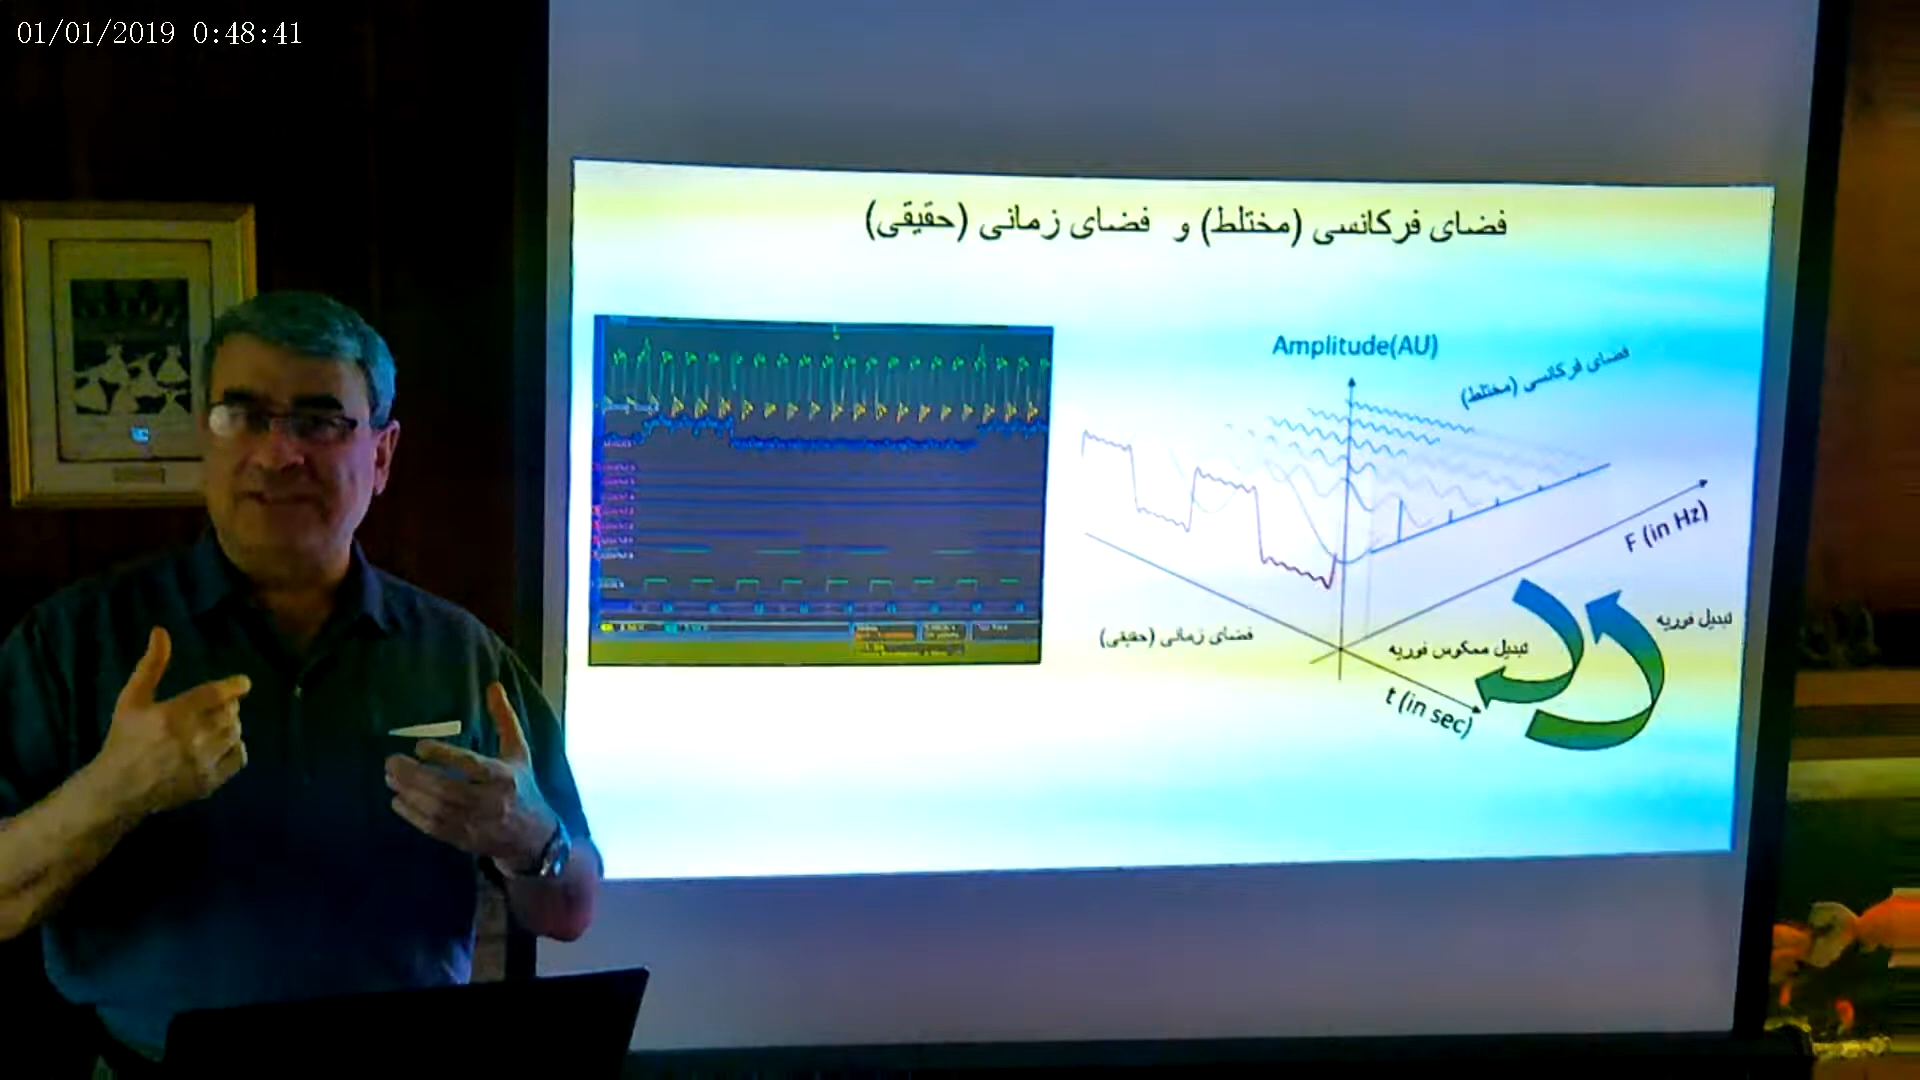 01/01/2019 0:48:41
فضای فرکانسی (مختلط) و فضای زمانی (حقیقی)
Amplitude(AU)
فضای فرکانسی (مختلط)
F (in Hz)
تبدیل فوریه
فضای زمانی (حقیقی)
تبدیل معکوس فوریه
t (in sec)